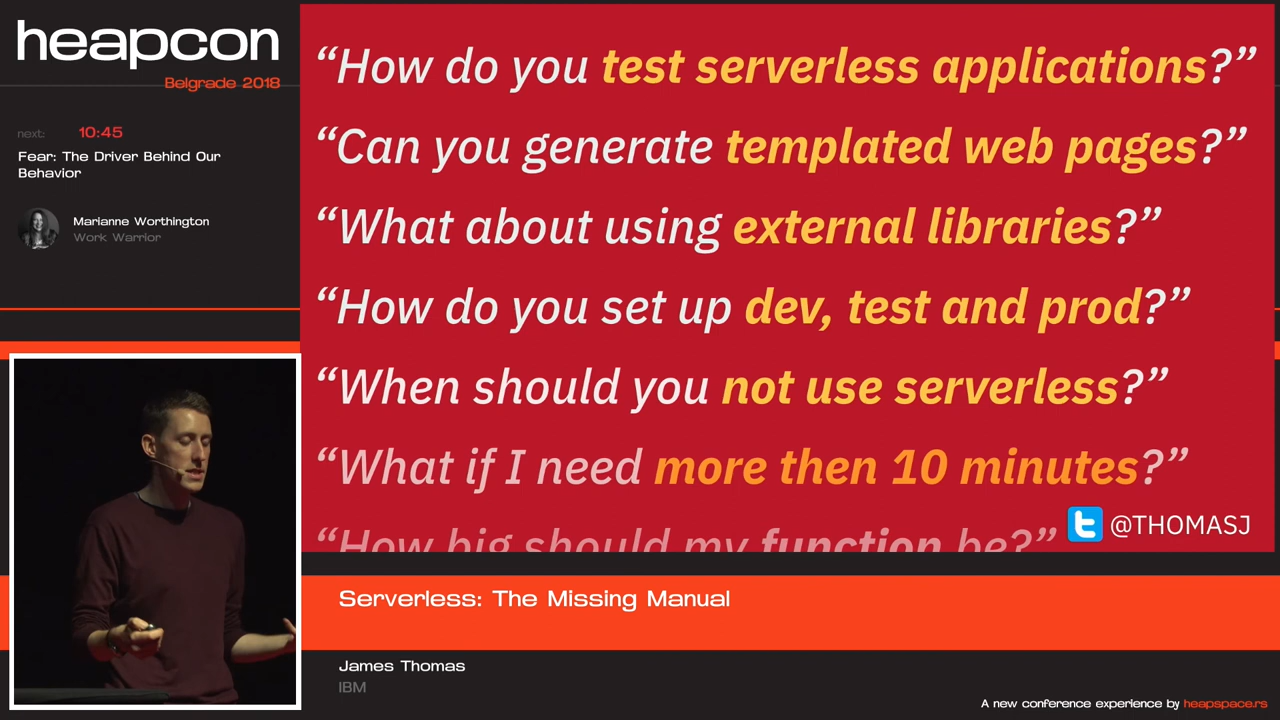 heapcon
Belgrade 2018
next: 10:45
Fear: The Driver Behind Our
Behavior
Marianne Worthington
Work Warrior
“How do you test serverless applications?”
“Can you generate templated web pages?”
“What about using external libraries?”
“How do you set up dev, test and prod?”
“When should you not use serverless?”
“What if I need more then 10 minutes?”
“How big should my function be?”
@THOMASJ
Serverless: The Missing Manual
James Thomas
IBM
A new conference experience by heapspace.rs